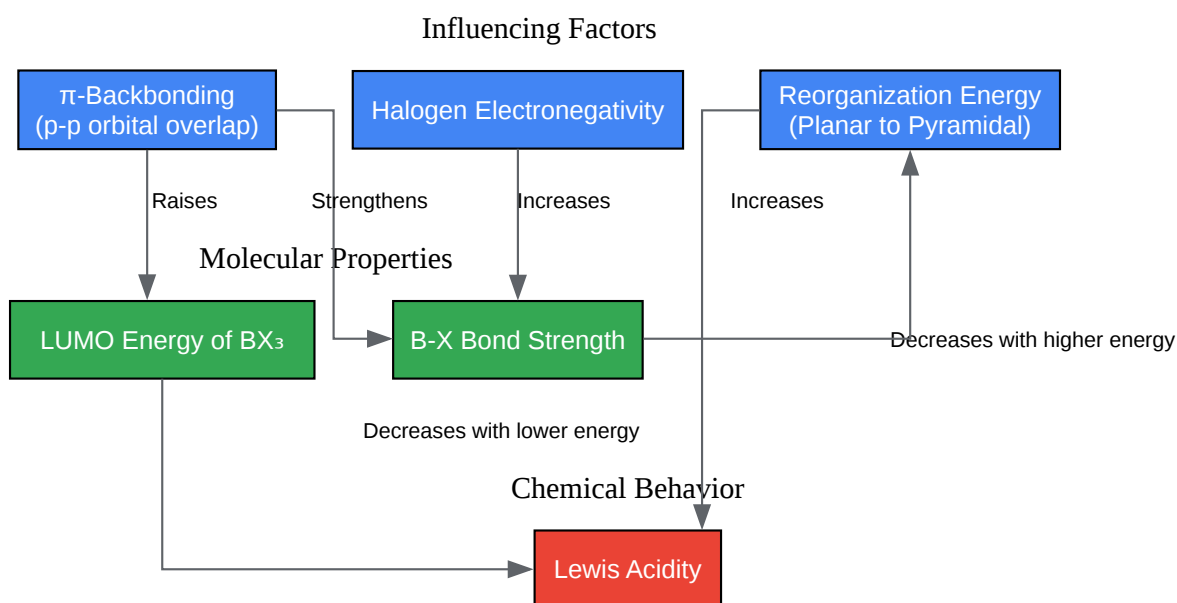 Influencing Factors
π-Backbonding
(p-p orbital overlap)
Halogen Electronegativity
Reorganization Energy
(Planar to Pyramidal)
Raises
Strengthens
Increases
Increases
Molecular Properties
LUMO Energy of BX₃
B-X Bond Strength
Decreases with higher energy
Decreases with lower energy
Chemical Behavior
Lewis Acidity